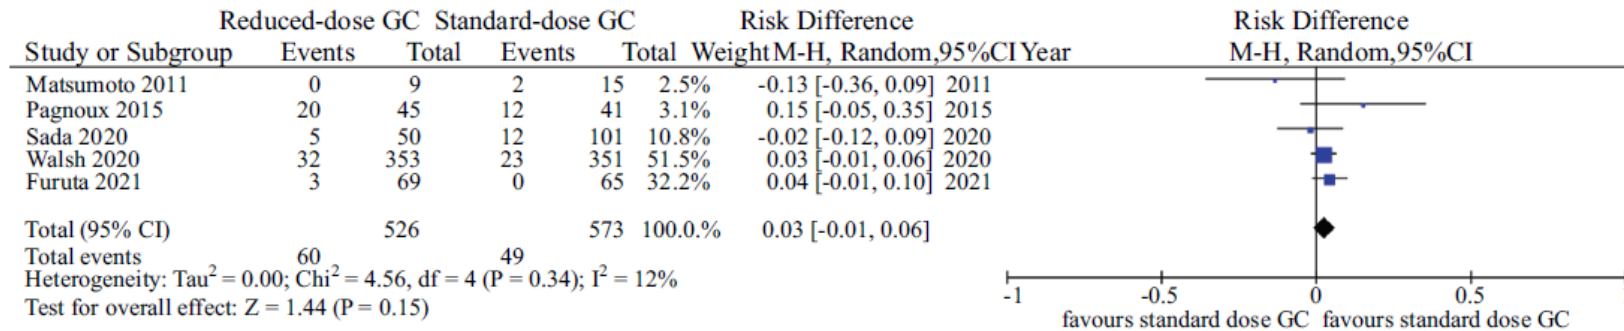 Reduced-dose GC Standard-dose GC Risk Difference Risk Difference
Study or Subgroup Events Total Events Total Weight M-H, Random,95%CI Year M-H, Random,95%CI
Matsumoto 2011 0 9 2 15 2.5% -0.13 [-0.36, 0.09] 2011
Pagnoux 2015 20 45 12 41 3.1% 0.15 [-0.05, 0.35] 2015
Sada 2020 5 50 12 101 10.8% -0.02 [-0.12, 0.09] 2020
Walsh 2020 32 353 23 351 51.5% 0.03 [-0.01, 0.06] 2020
Furuta 2021 3 69 0 65 32.2% 0.04 [-0.01, 0.10] 2021
Total (95% CI) 526 573 100.0.% 0.03 [-0.01, 0.06]
Total events 60 49
Heterogeneity: Tau² = 0.00; Chi² = 4.56, df = 4 (P = 0.34); I² = 12%
Test for overall effect: Z = 1.44 (P = 0.15)
-1 -0.5 0 0.5
favours standard dose GC favours standard dose GC